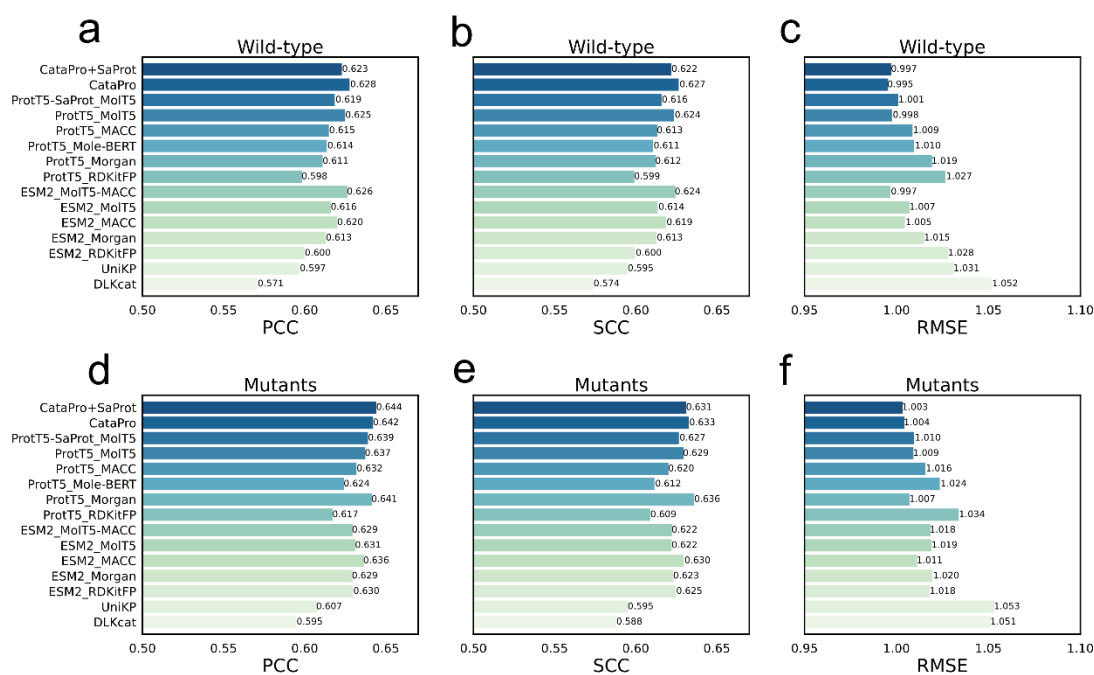 a
Wild-type
CataPro+SaProt 0.623
CataPro 0.628
ProtT5-SaProt_MolT5 0.619
ProtT5_MolT5 0.625
ProtT5_MACC 0.615
ProtT5_Mole-BERT 0.614
ProtT5_Morgan 0.611
ProtT5_RDKitFP 0.598
ESM2_MolT5-MACC 0.626
ESM2_MolT5 0.616
ESM2_MACC 0.620
ESM2_Morgan 0.613
ESM2_RDKitFP 0.600
UniKP 0.597
DLKcat 0.571
0.50 0.55 0.60 0.65
PCC
b
Wild-type
0.622
0.627
0.616
0.624
0.613
0.611
0.612
0.599
0.624
0.614
0.619
0.613
0.600
0.595
0.574
0.50 0.55 0.60 0.65
SCC
c
Wild-type
0.997
0.995
1.001
0.998
1.009
1.010
1.019
1.027
0.997
1.007
1.005
1.015
1.028
1.031
1.052
0.95 1.00 1.05 1.10
RMSE
d
Mutants
CataPro+SaProt 0.644
CataPro 0.642
ProtT5-SaProt_MolT5 0.639
ProtT5_MolT5 0.637
ProtT5_MACC 0.632
ProtT5_Mole-BERT 0.624
ProtT5_Morgan 0.641
ProtT5_RDKitFP 0.617
ESM2_MolT5-MACC 0.629
ESM2_MolT5 0.631
ESM2_MACC 0.636
ESM2_Morgan 0.629
ESM2_RDKitFP 0.630
UniKP 0.607
DLKcat 0.595
0.50 0.55 0.60 0.65
PCC
e
Mutants
0.631
0.633
0.627
0.629
0.620
0.612
0.636
0.609
0.622
0.622
0.630
0.623
0.625
0.595
0.588
0.50 0.55 0.60 0.65
SCC
f
Mutants
1.003
1.004
1.010
1.009
1.016
1.024
1.007
1.034
1.018
1.019
1.011
1.020
1.018
1.053
1.051
0.95 1.00 1.05 1.10
RMSE